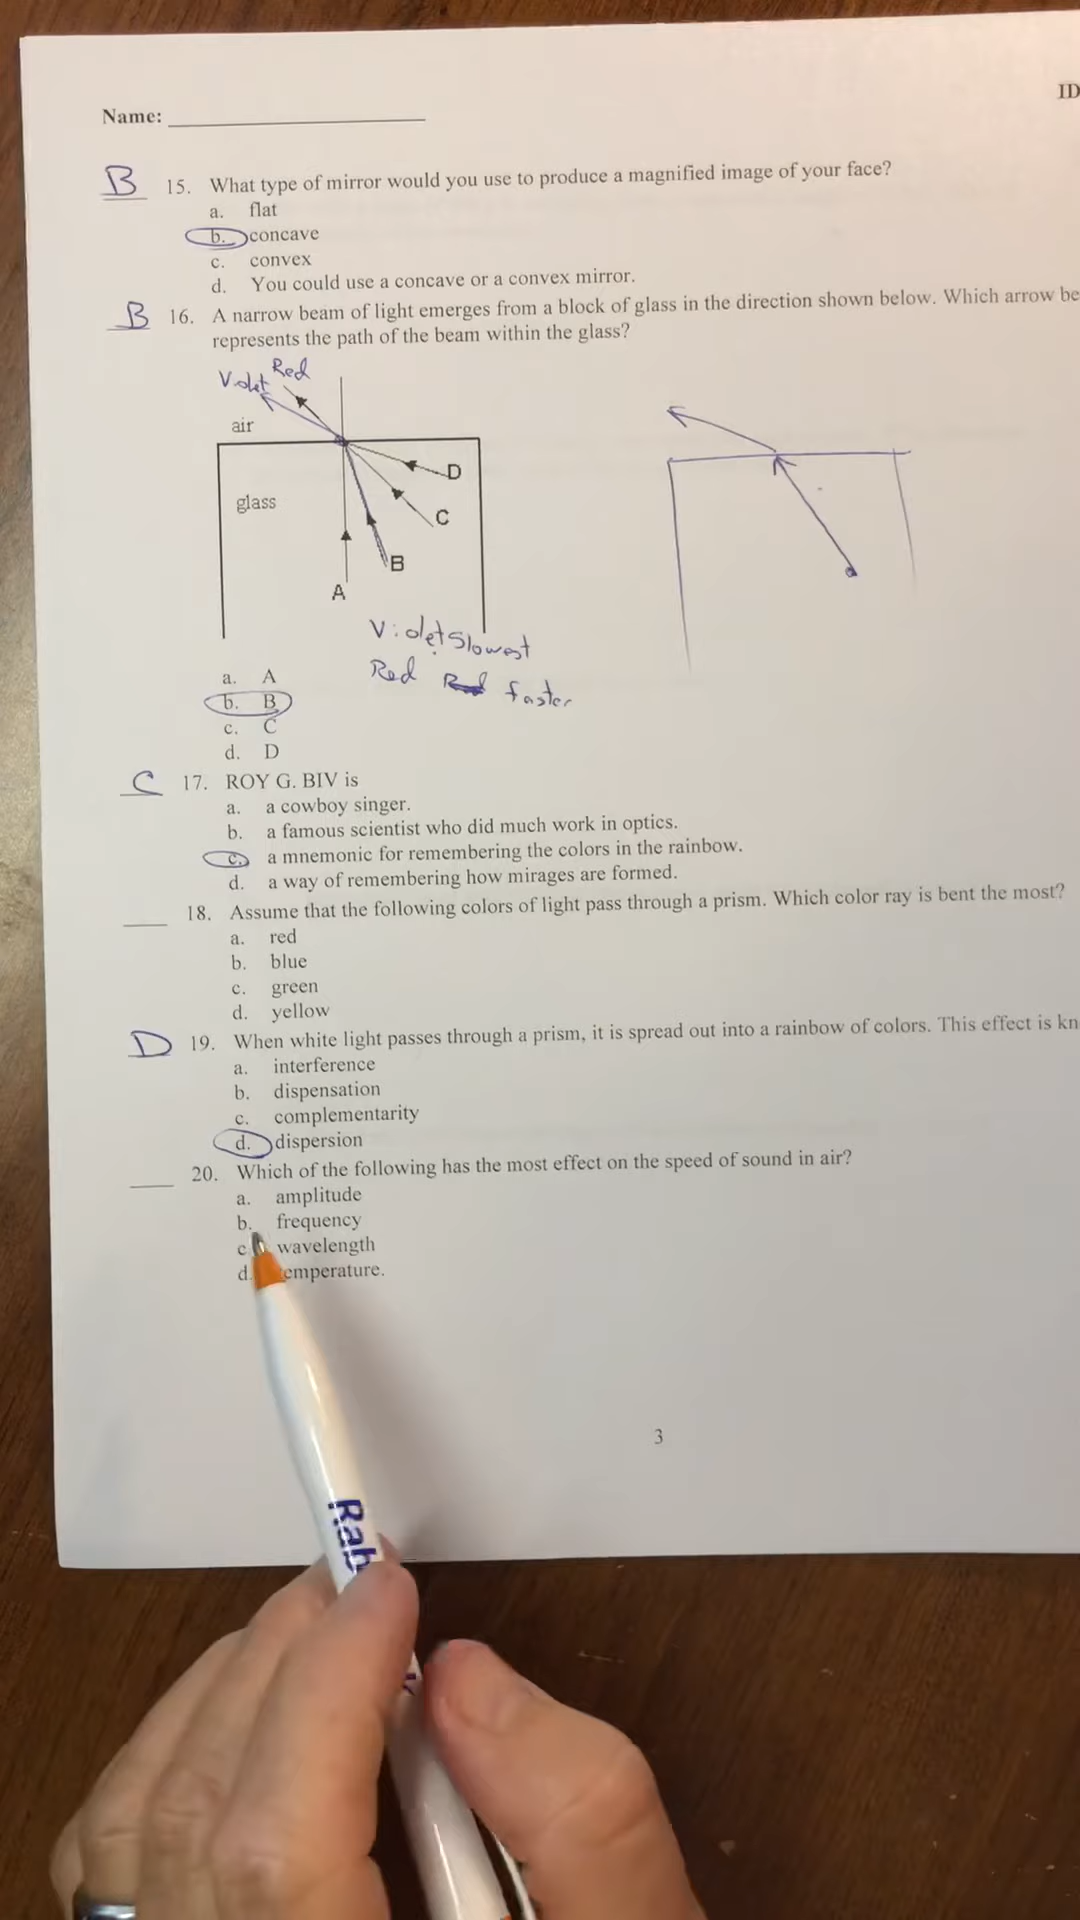 ID
Name:
B 15. What type of mirror would you use to produce a magnified image of your face?
a. flat
b. concave
c. convex
d. You could use a concave or a convex mirror.
B 16. A narrow beam of light emerges from a block of glass in the direction shown below. Which arrow be
represents the path of the beam within the glass?
Violet Red
air
glass
D
C
B
A
Violet Slowest
Red faster
a. A
b. B
c. C
d. D
C 17. ROY G. BIV is
a. a cowboy singer.
b. a famous scientist who did much work in optics.
c. a mnemonic for remembering the colors in the rainbow.
d. a way of remembering how mirages are formed.
18. Assume that the following colors of light pass through a prism. Which color ray is bent the most?
a. red
b. blue
c. green
d. yellow
D 19. When white light passes through a prism, it is spread out into a rainbow of colors. This effect is kn
a. interference
b. dispensation
c. complementarity
d. dispersion
20. Which of the following has the most effect on the speed of sound in air?
a. amplitude
b. frequency
c wavelength
d. emperature.
3
Rab